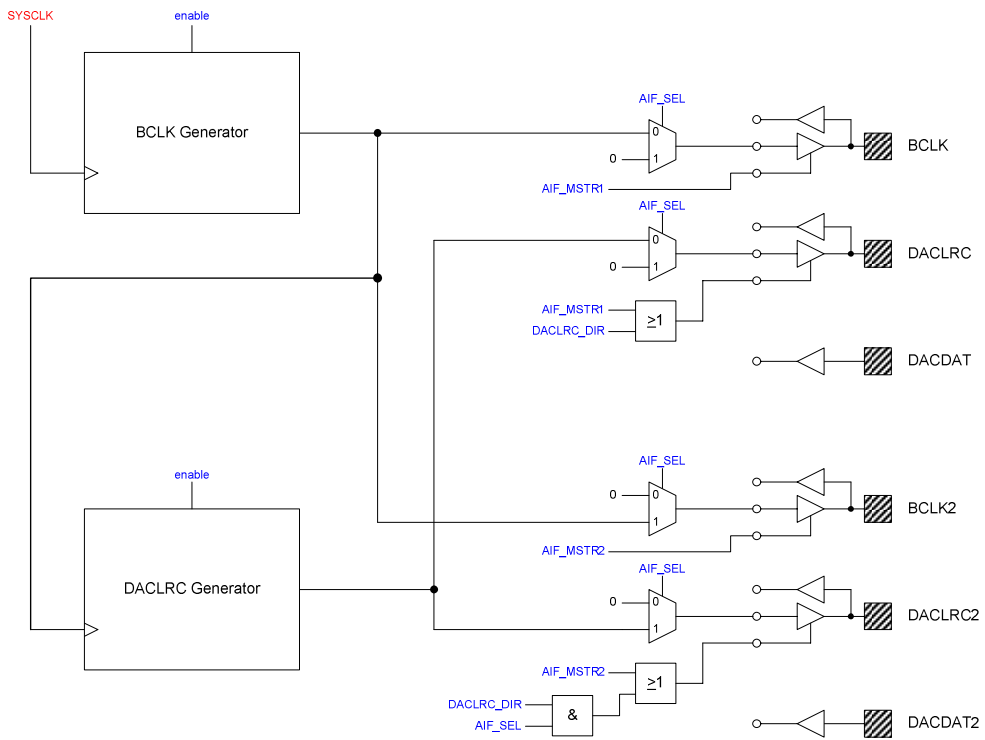 SYSCLK
enable
BCLK Generator
AIF_SEL
0
0 1
BCLK
AIF_MSTR1
AIF_SEL
0
0 1
DACLRC
AIF_MSTR1
DACLRC_DIR
≥1
DACDAT
enable
DACLRC Generator
AIF_SEL
0 0
1
BCLK2
AIF_MSTR2
AIF_SEL
0 0
1
DACLRC2
AIF_MSTR2
≥1
DACLRC_DIR
AIF_SEL
&
DACDAT2